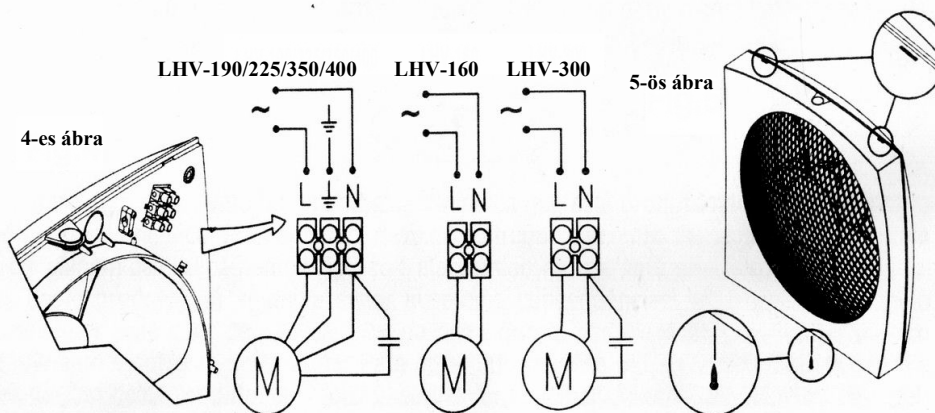 LHV-190/225/350/400
LHV-160
LHV-300
5-ös ábra
4-es ábra
~
~
~
L N
L N
L N
M
M
M